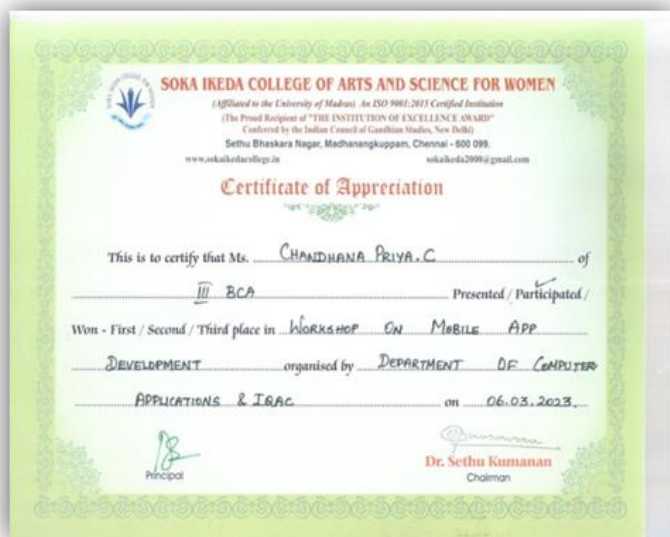 SOKA IKEDA COLLEGE OF ARTS AND SCIENCE FOR WOMEN
(Affiliated to the University of Madras) An ISO 9001:2015 Certified Institution
(The Proud Recipient of "THE INSTITUTION OF EXCELLENCE AWARD"
Conferred by the Indian Council of Gandhian Studies, New Delhi)
Sethu Bhaskara Nagar, Madhanangkuppam, Chennai - 600 099.
www.sokaikedacollege.in sokaikeda2000@gmail.com
Certificate of Appreciation
This is to certify that Ms. CHANDHANA PRIYA.C of
III BCA Presented / Participated /
Won - First / Second / Third place in WORKSHOP ON MOBILE APP
DEVELOPMENT organised by DEPARTMENT OF COMPUTER
APPLICATIONS & IQAC on 06.03.2023.
Principal
Dr. Sethu Kumanan
Chairman